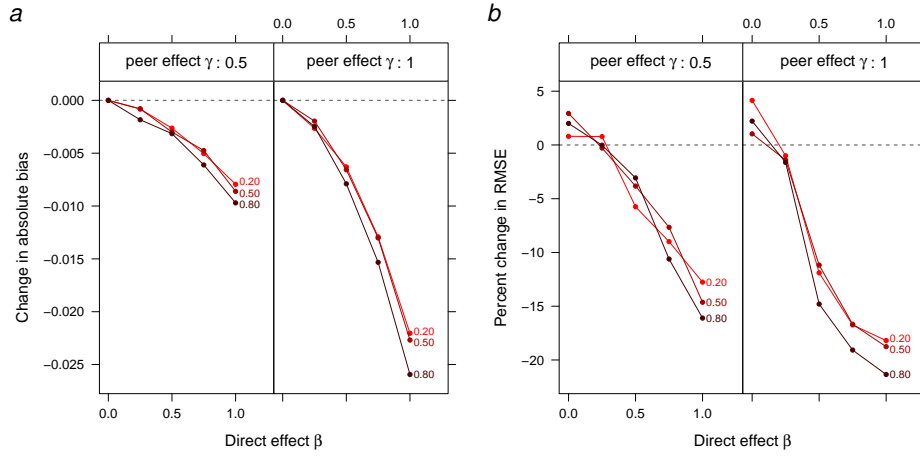 a
0.0 0.5 1.0
peer effect γ : 0.5
peer effect γ : 1
Change in absolute bias
0.000
−0.005
−0.010
−0.015
−0.020
−0.025
0.20
0.50
0.80
0.20
0.50
0.80
0.0 0.5 1.0
Direct effect β
b
0.0 0.5 1.0
peer effect γ : 0.5
peer effect γ : 1
Percent change in RMSE
5
0
−5
−10
−15
−20
0.20
0.50
0.80
0.20
0.50
0.80
0.0 0.5 1.0
Direct effect β